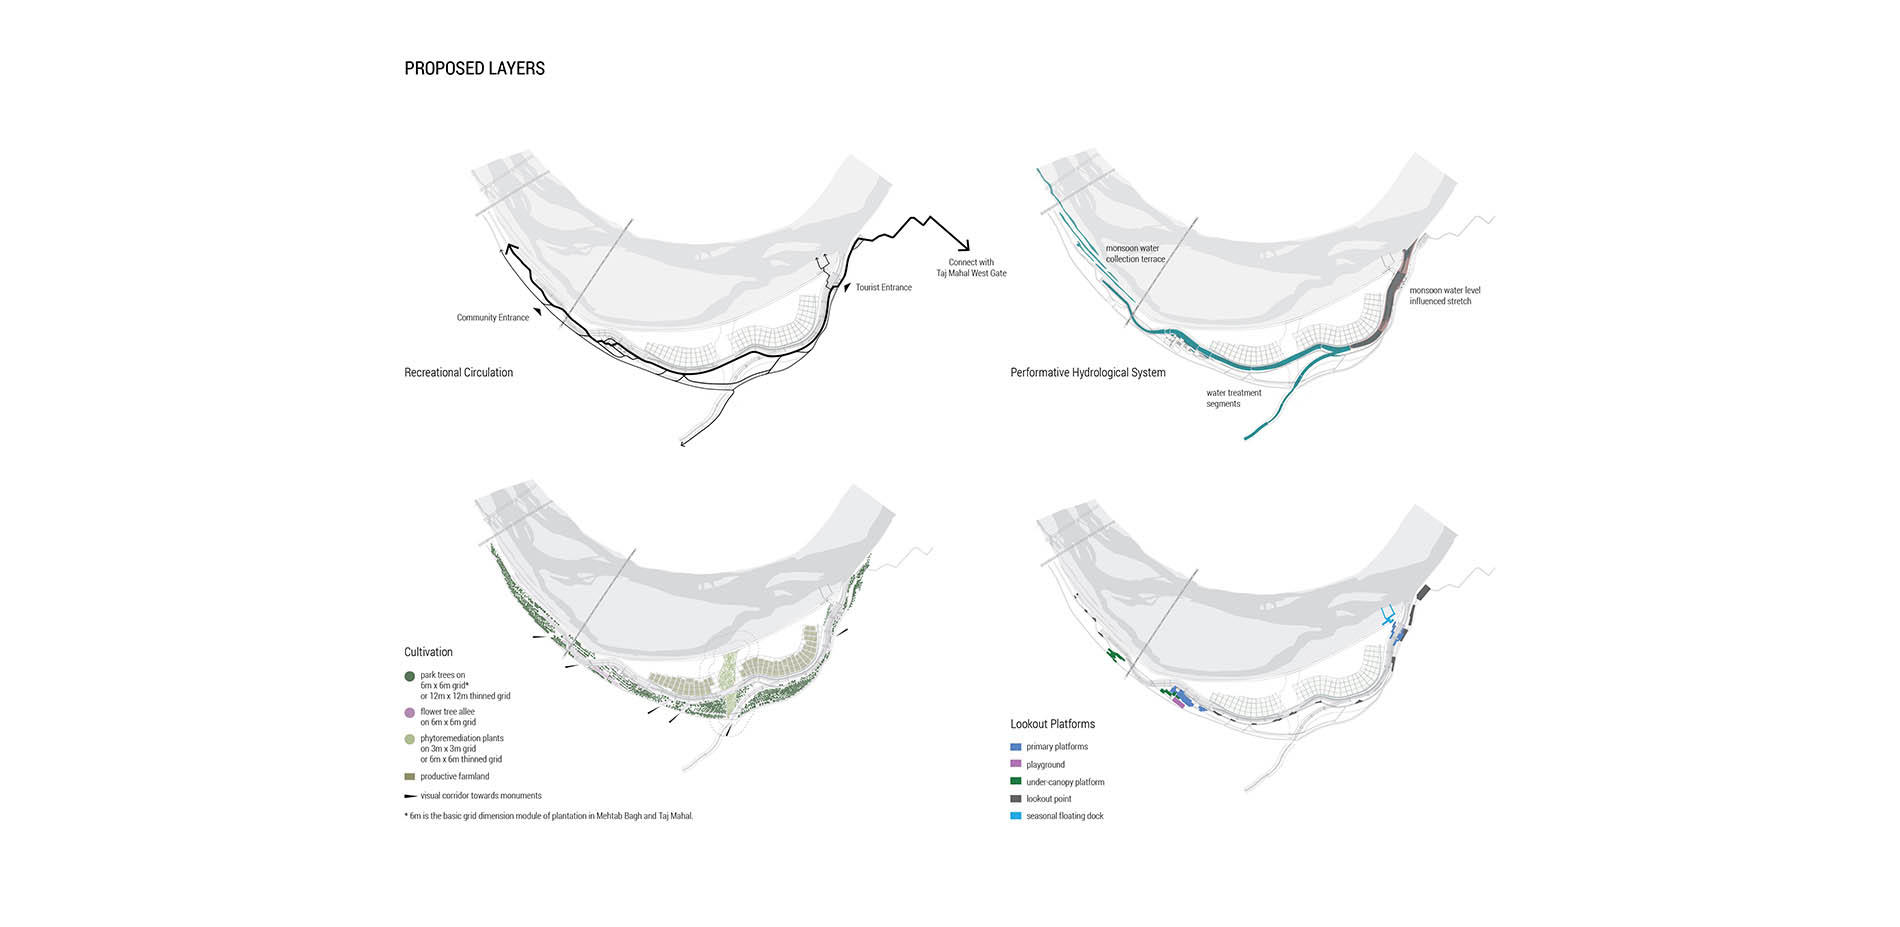 PROPOSED LAYERS
Connect with
Taj Mahal West Gate
Tourist Entrance
Community Entrance
Recreational Circulation
monsoon water
collection terrace
monsoon water level
influenced stretch
Performative Hydrological System
water treatment
segments
Cultivation
park trees on
6m x 6m grid*
or 12m x 12m thinned grid
flower tree allee
on 6m x 6m grid
phytoremediation plants
on 3m x 3m grid
or 6m x 6m thinned grid
productive farmland
visual corridor towards monuments
* 6m is the basic grid dimension module of plantation in Mehtab Bagh and Taj Mahal.
Lookout Platforms
primary platforms
playground
under-canopy platform
lookout point
seasonal floating dock